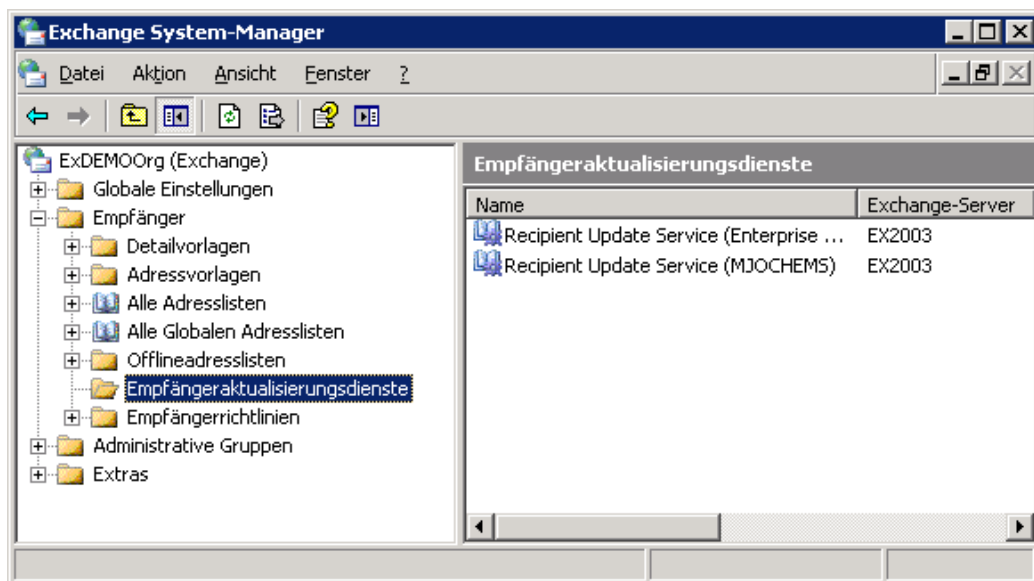 Exchange System-Manager
Datei Aktion Ansicht Fenster ?
ExDEMOOrg (Exchange)
Globale Einstellungen
Empfänger
Detailvorlagen
Adressvorlagen
Alle Adresslisten
Alle Globalen Adresslisten
Offlineadresslisten
Empfängeraktualisierungsdienste
Empfängerrichtlinien
Administrative Gruppen
Extras
Empfängeraktualisierungsdienste
Name Exchange-Server
Recipient Update Service (Enterprise ... EX2003
Recipient Update Service (MJOCHEMS) EX2003